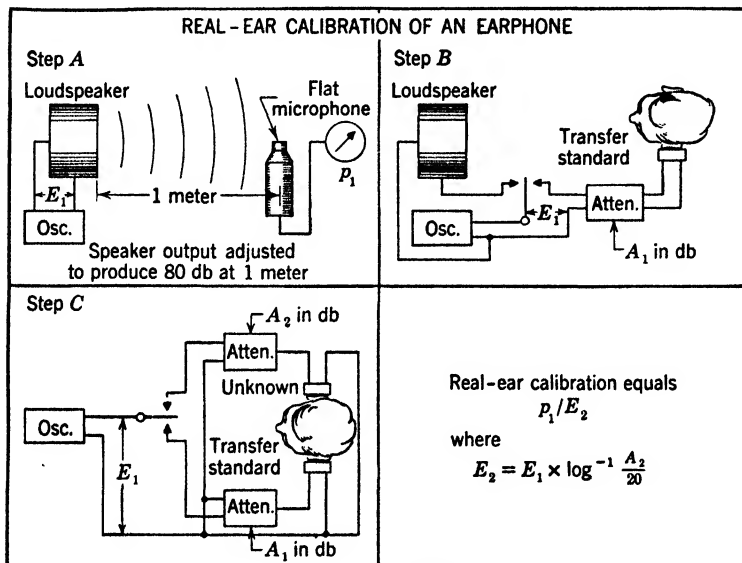 REAL-EAR CALIBRATION OF AN EARPHONE
Step A
Loudspeaker
Flat
microphone
p₁
E₁
1 meter
Osc.
Speaker output adjusted
to produce 80 db at 1 meter
Step B
Loudspeaker
Transfer
standard
E₁
Osc.
Atten.
A₁ in db
Step C
A₂ in db
Atten.
Unknown
Osc.
E₁
Transfer
standard
Atten.
A₁ in db
Real-ear calibration equals
p₁/E₂
where
E₂ = E₁ × log⁻¹ A₂/20